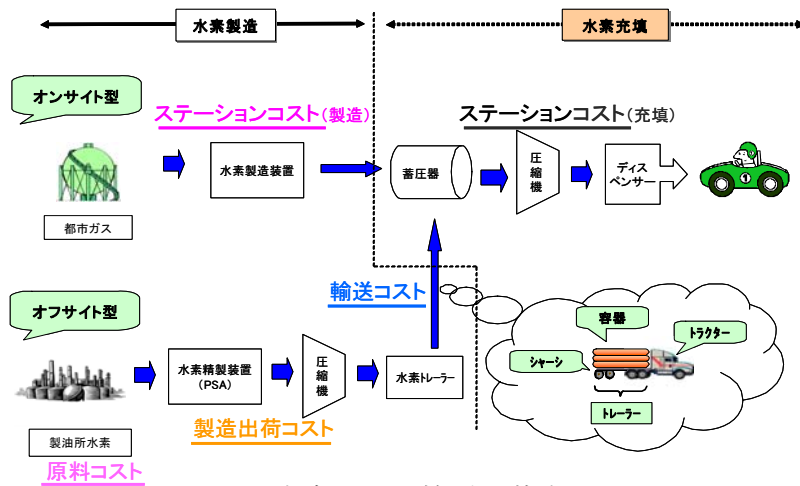 水素製造
水素充填
オンサイト型
ステーションコスト(製造)
ステーションコスト(充填)
都市ガス
水素製造装置
蓄圧器
圧縮機
ディス
ペンサー
1
オフサイト型
輸送コスト
製油所水素
水素精製装置
(PSA)
圧縮機
水素トレーラー
製造出荷コスト
原料コスト
容器
トラクター
シャーシ
トレーラー